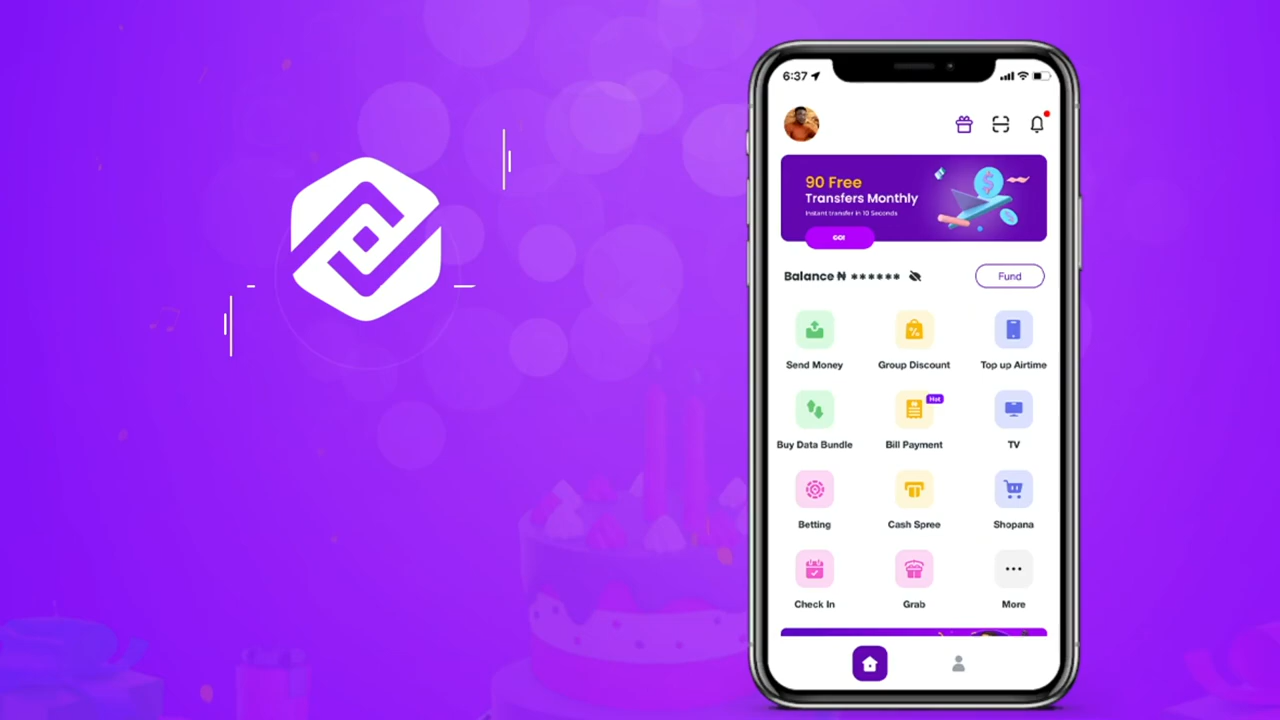 6:37
90 Free
Transfers Monthly
Instant transfer in 10 Seconds
GO!
Balance ₦ ******
Fund
Send Money
Group Discount
Top up Airtime
Buy Data Bundle
Hot
Bill Payment
TV
Betting
Cash Spree
Shopana
Check In
Grab
More